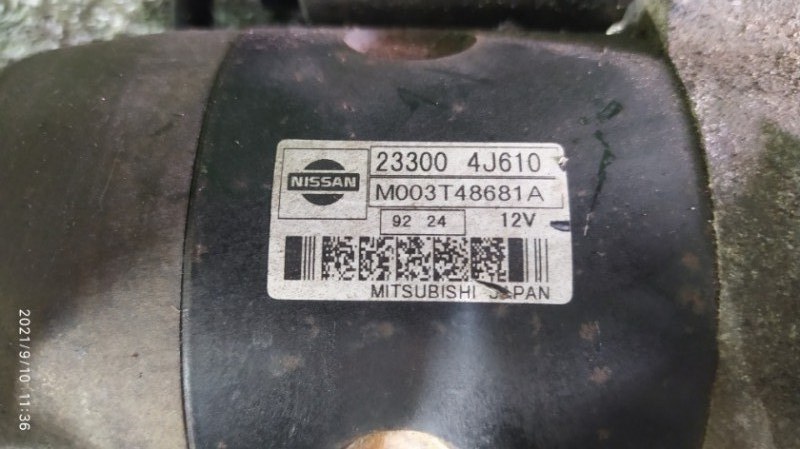 NISSAN
23300 4J610
M003T48681A
92 24 12V
MITSUBISHI JAPAN
2021/9/10 11:36